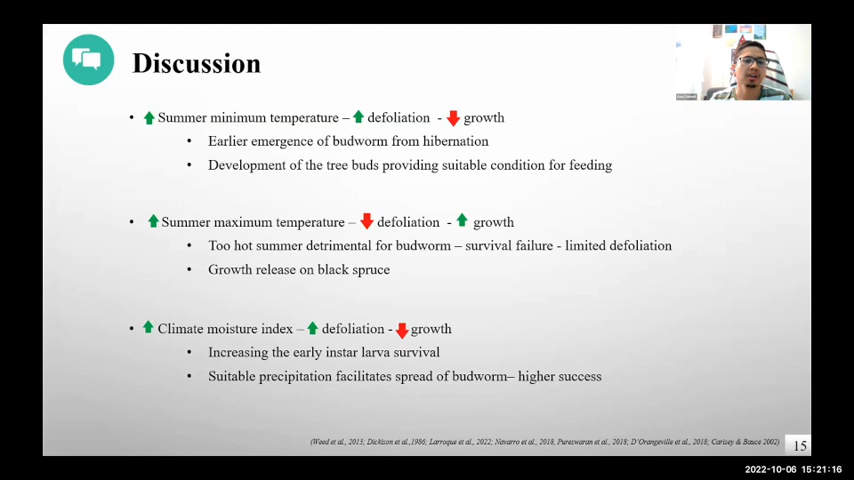 Discussion
• Summer minimum temperature – defoliation - growth
• Earlier emergence of budworm from hibernation
• Development of the tree buds providing suitable condition for feeding
• Summer maximum temperature – defoliation - growth
• Too hot summer detrimental for budworm – survival failure - limited defoliation
• Growth release on black spruce
• Climate moisture index – defoliation - growth
• Increasing the early instar larva survival
• Suitable precipitation facilitates spread of budworm– higher success
(Weed et al., 2013; Dickison et al.,1986; Larroque et al., 2022; Navarro et al., 2018, Pureswaran et al., 2018; D'Orangeville et al., 2018; Carisey & Bauce 2002)
15
2022-10-06 15:21:16